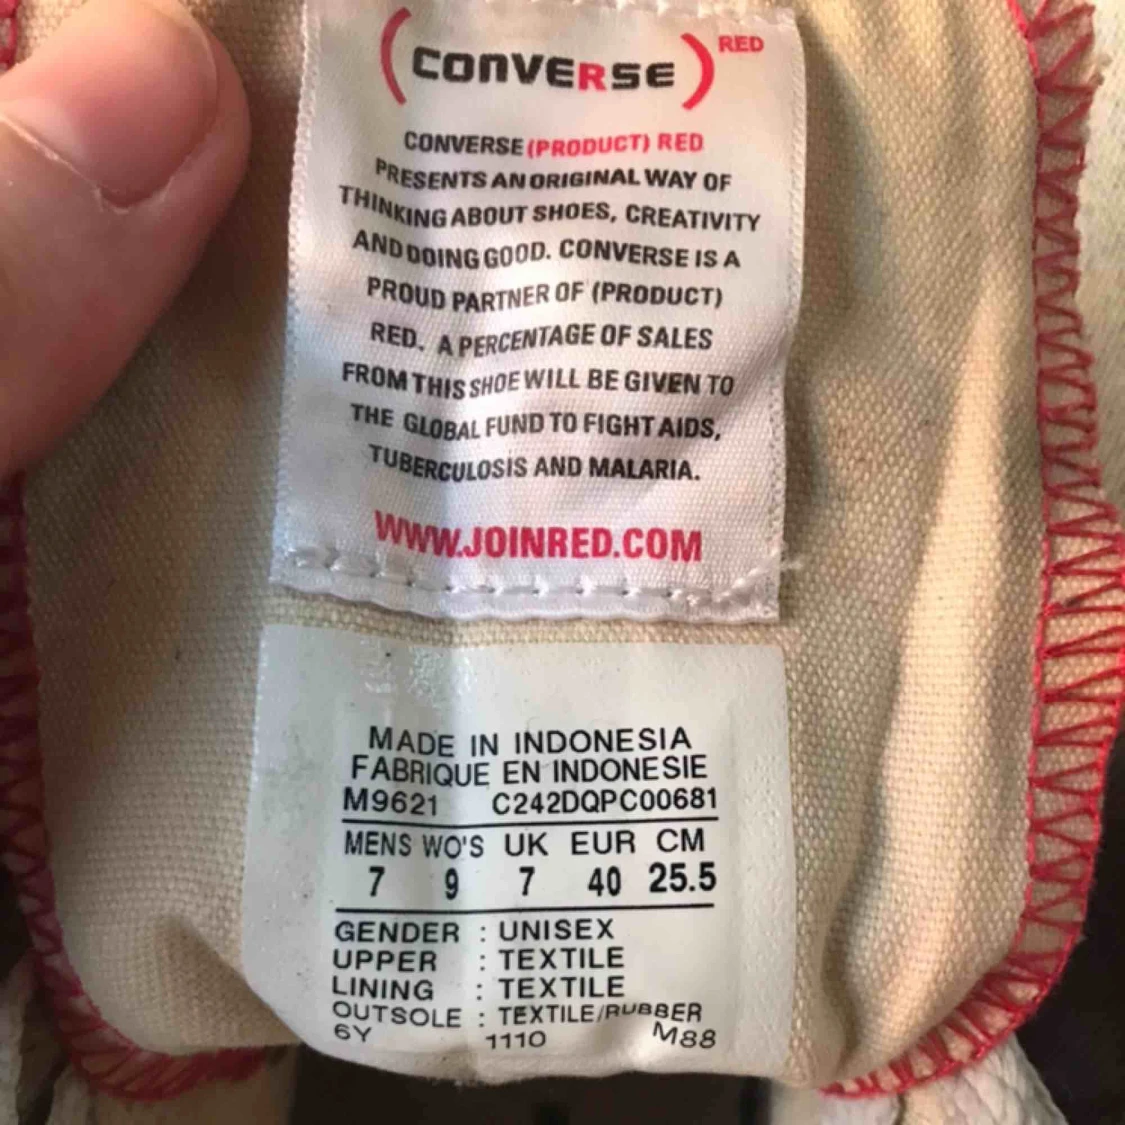 (CONVERSE) RED
CONVERSE (PRODUCT) RED
PRESENTS AN ORIGINAL WAY OF
THINKING ABOUT SHOES, CREATIVITY
AND DOING GOOD. CONVERSE IS A
PROUD PARTNER OF (PRODUCT)
RED. A PERCENTAGE OF SALES
FROM THIS SHOE WILL BE GIVEN TO
THE GLOBAL FUND TO FIGHT AIDS,
TUBERCULOSIS AND MALARIA.
WWW.JOINRED.COM
MADE IN INDONESIA
FABRIQUE EN INDONESIE
M9621 C242DQPC00681
MENS WO'S UK EUR CM
7 9 7 40 25.5
GENDER : UNISEX
UPPER : TEXTILE
LINING : TEXTILE
OUTSOLE : TEXTILE/RUBBER
6Y 1110 M88